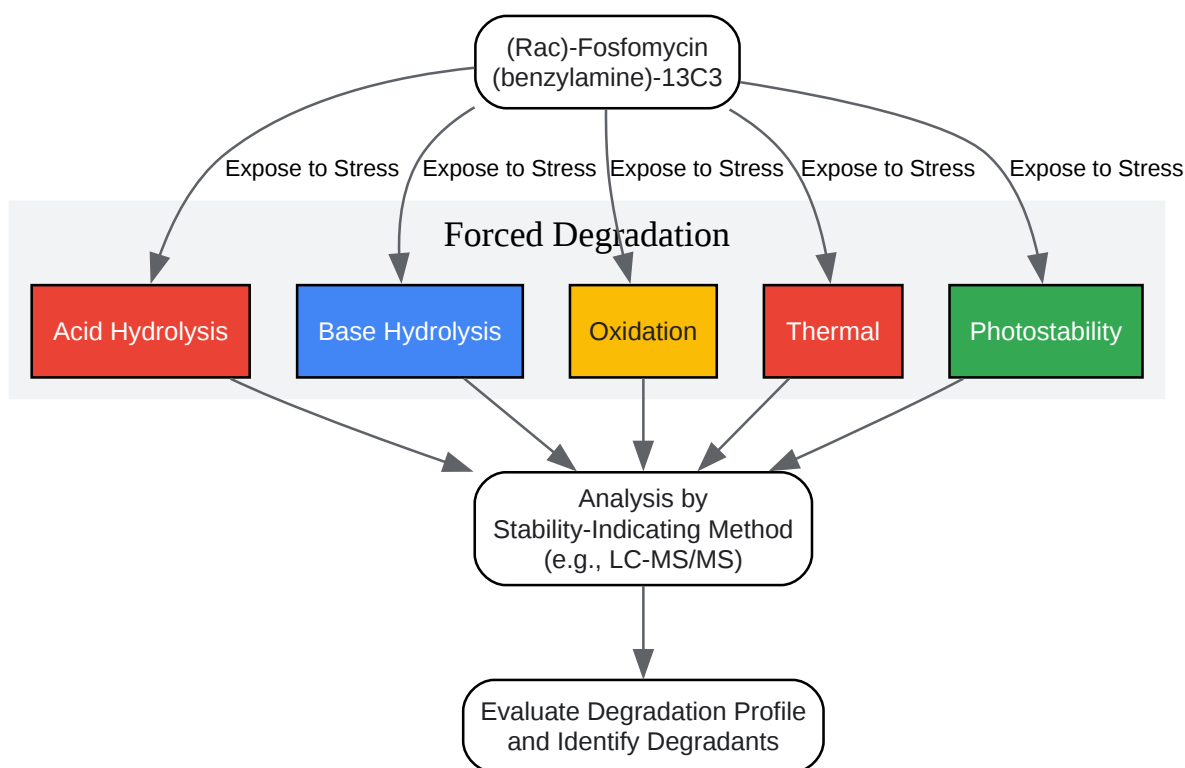 (Rac)-Fosfomycin
(benzylamine)-13C3
Expose to Stress
Expose to Stress
Expose to Stress
Expose to Stress
Expose to Stress
Forced Degradation
Acid Hydrolysis
Base Hydrolysis
Oxidation
Thermal
Photostability
Analysis by
Stability-Indicating Method
(e.g., LC-MS/MS)
Evaluate Degradation Profile
and Identify Degradants